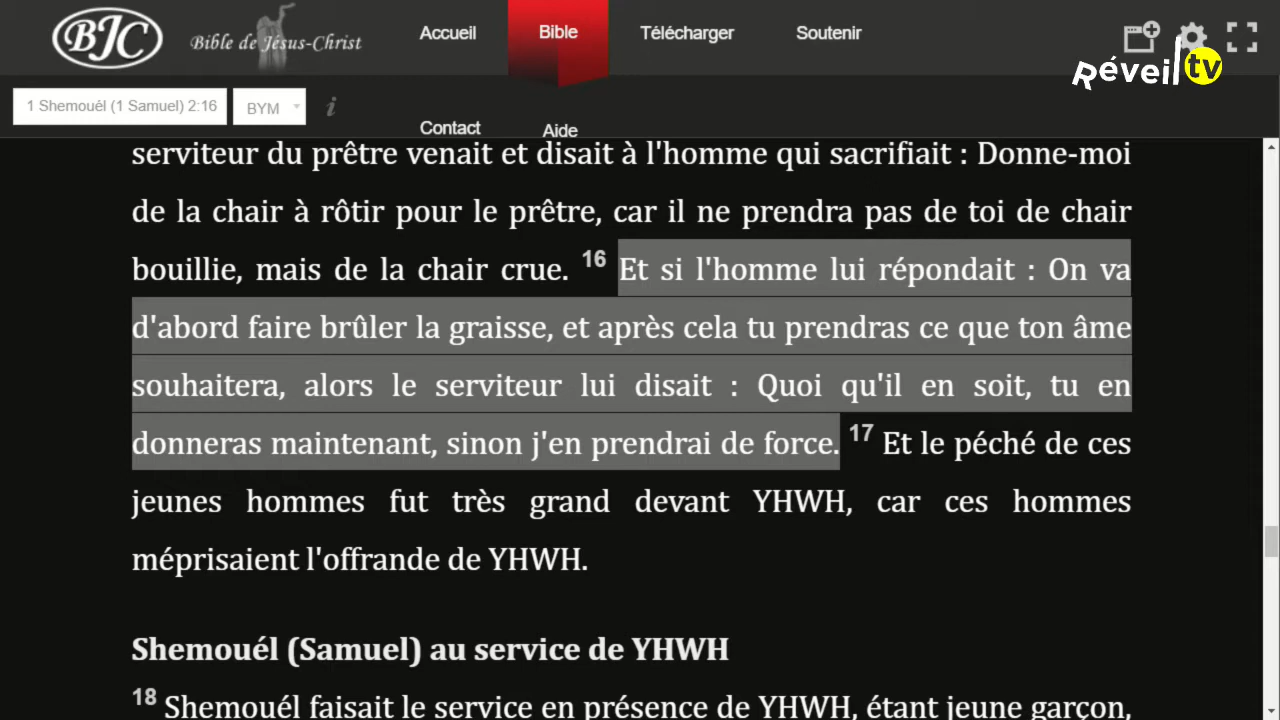 BJC Bible de Jésus-Christ Accueil Bible Télécharger Soutenir
Réveil tv
1 Shemouél (1 Samuel) 2:16 BYM i Contact Aide
serviteur du prêtre venait et disait à l'homme qui sacrifiait : Donne-moi
de la chair à rôtir pour le prêtre, car il ne prendra pas de toi de chair
bouillie, mais de la chair crue. 16 Et si l'homme lui répondait : On va
d'abord faire brûler la graisse, et après cela tu prendras ce que ton âme
souhaitera, alors le serviteur lui disait : Quoi qu'il en soit, tu en
donneras maintenant, sinon j'en prendrai de force. 17 Et le péché de ces
jeunes hommes fut très grand devant YHWH, car ces hommes
méprisaient l'offrande de YHWH.
Shemouél (Samuel) au service de YHWH
18 Shemouél faisait le service en présence de YHWH, étant jeune garçon,